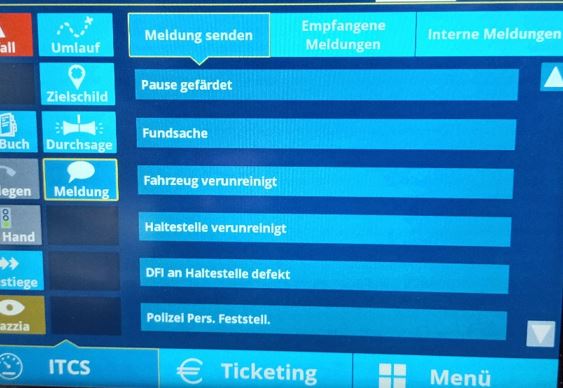 Meldung senden
Empfangene
Meldungen
Interne Meldungen
all
Umlauf
Zielschild
Buch
Durchsage
legen
Meldung
Hand
stiege
azzia
Pause gefärdet
Fundsache
Fahrzeug verunreinigt
Haltestelle verunreinigt
DFI an Haltestelle defekt
Polizei Pers. Feststell.
ITCS
€ Ticketing
Menü